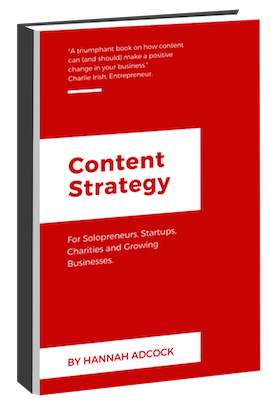 "A triumphant book on how content
can (and should) make a positive
change in your business."
Charlie Irish, Entrepreneur.
Content
Strategy
For Solopreneurs, Startups,
Charities and Growing
Businesses.
BY HANNAH ADCOCK